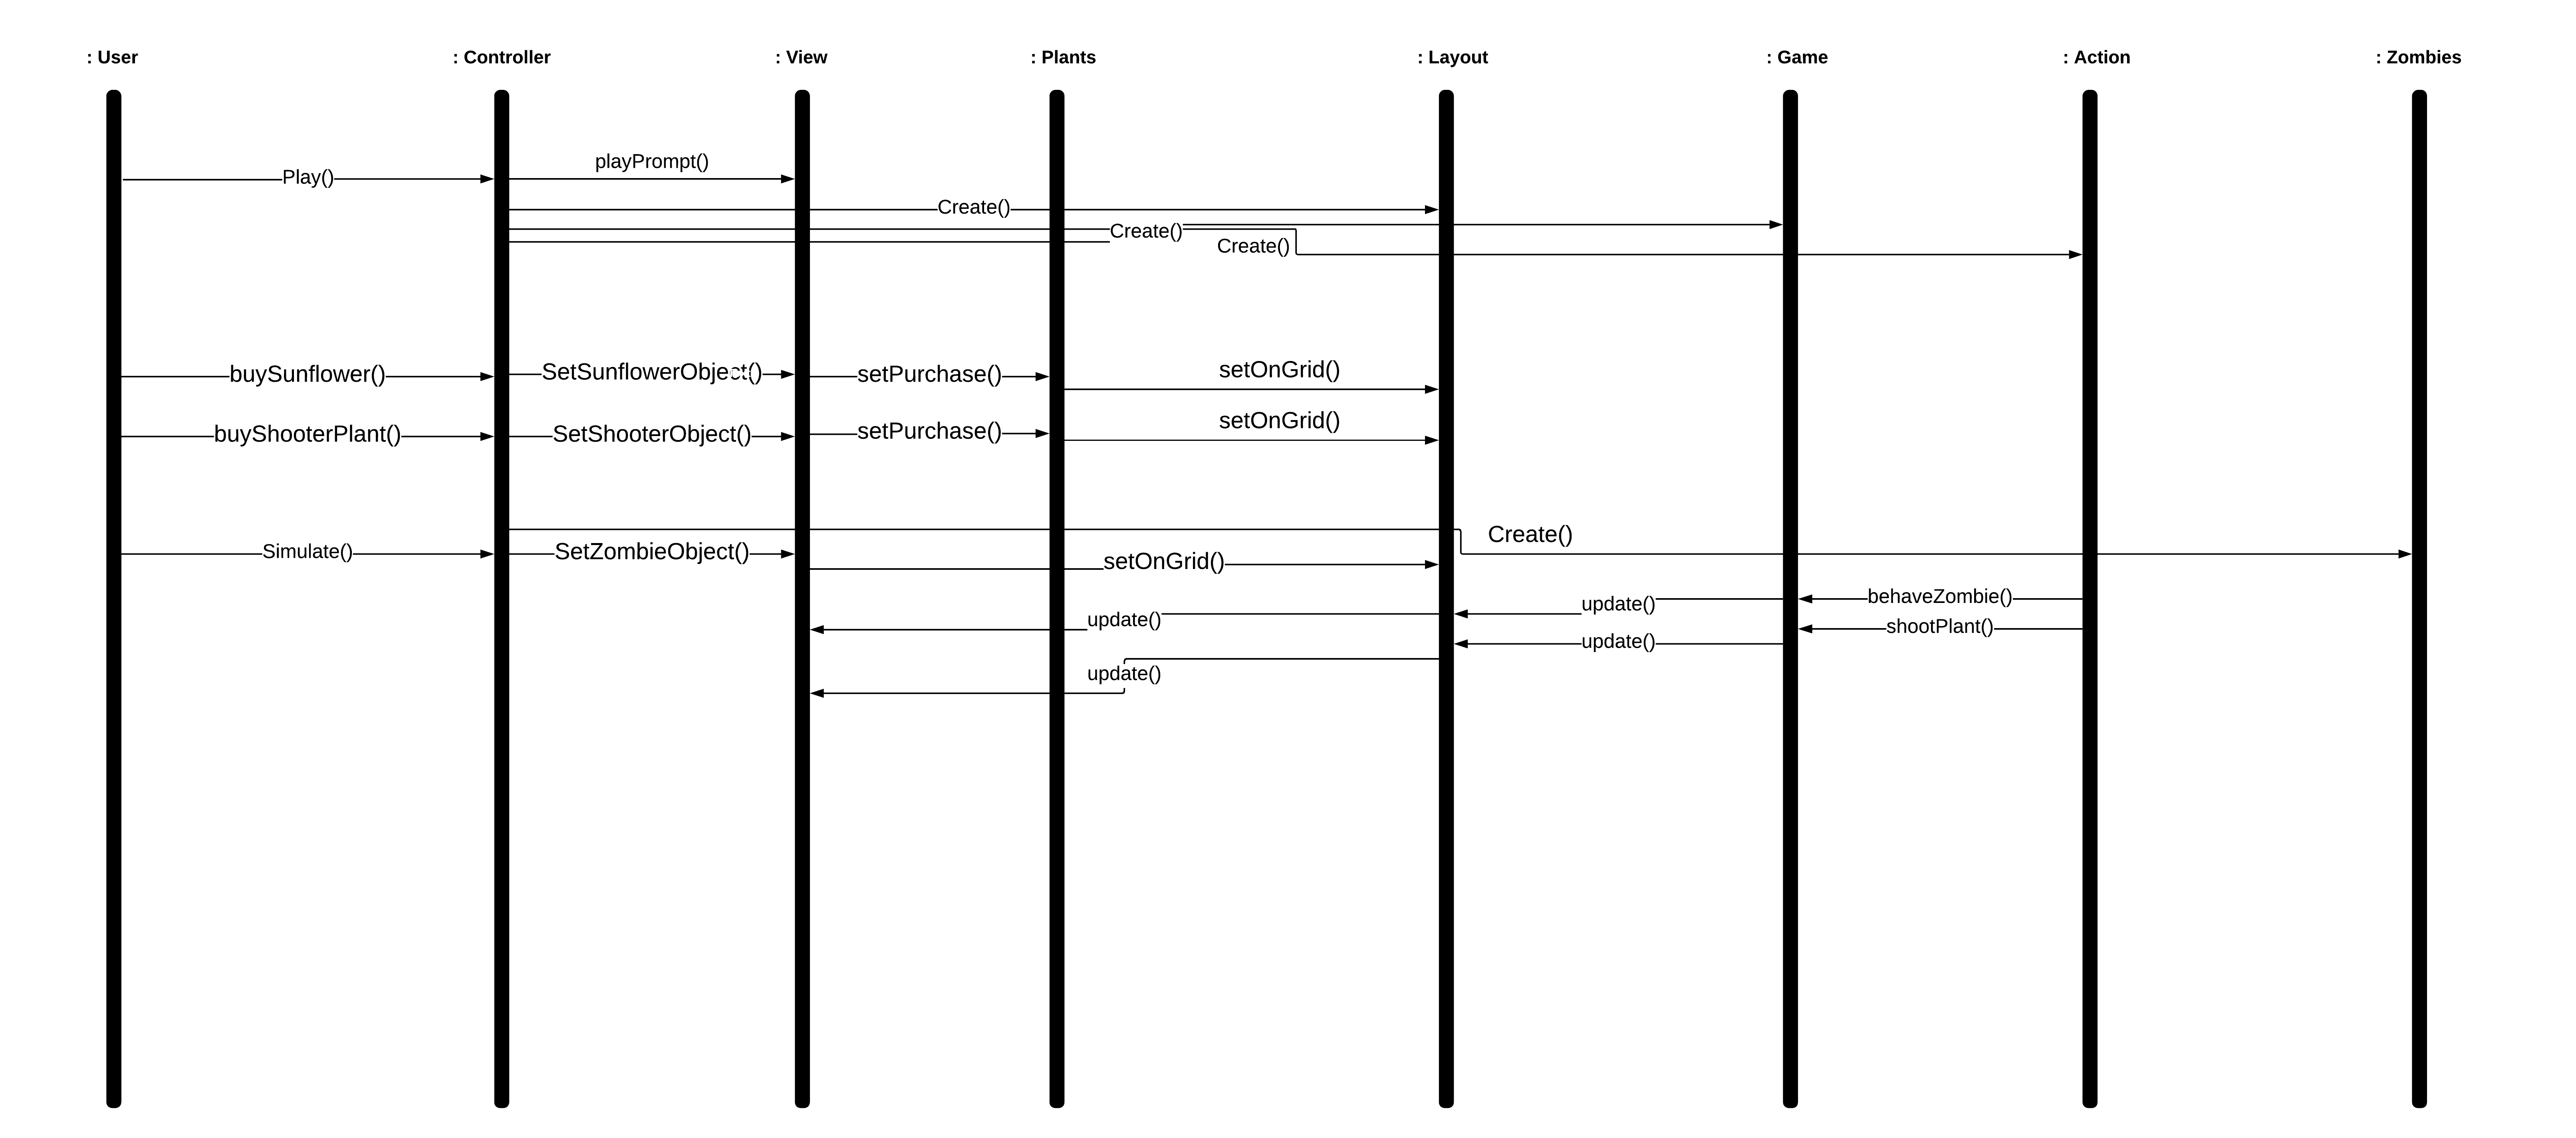 : User
: Controller
: View
: Plants
: Layout
: Game
: Action
: Zombies
Play()
playPrompt()
Create()
Create()
Create()
buySunflower()
SetSunflowerObject()
setPurchase()
setOnGrid()
buyShooterPlant()
SetShooterObject()
setPurchase()
setOnGrid()
Create()
Simulate()
SetZombieObject()
setOnGrid()
behaveZombie()
update()
update()
shootPlant()
update()
update()